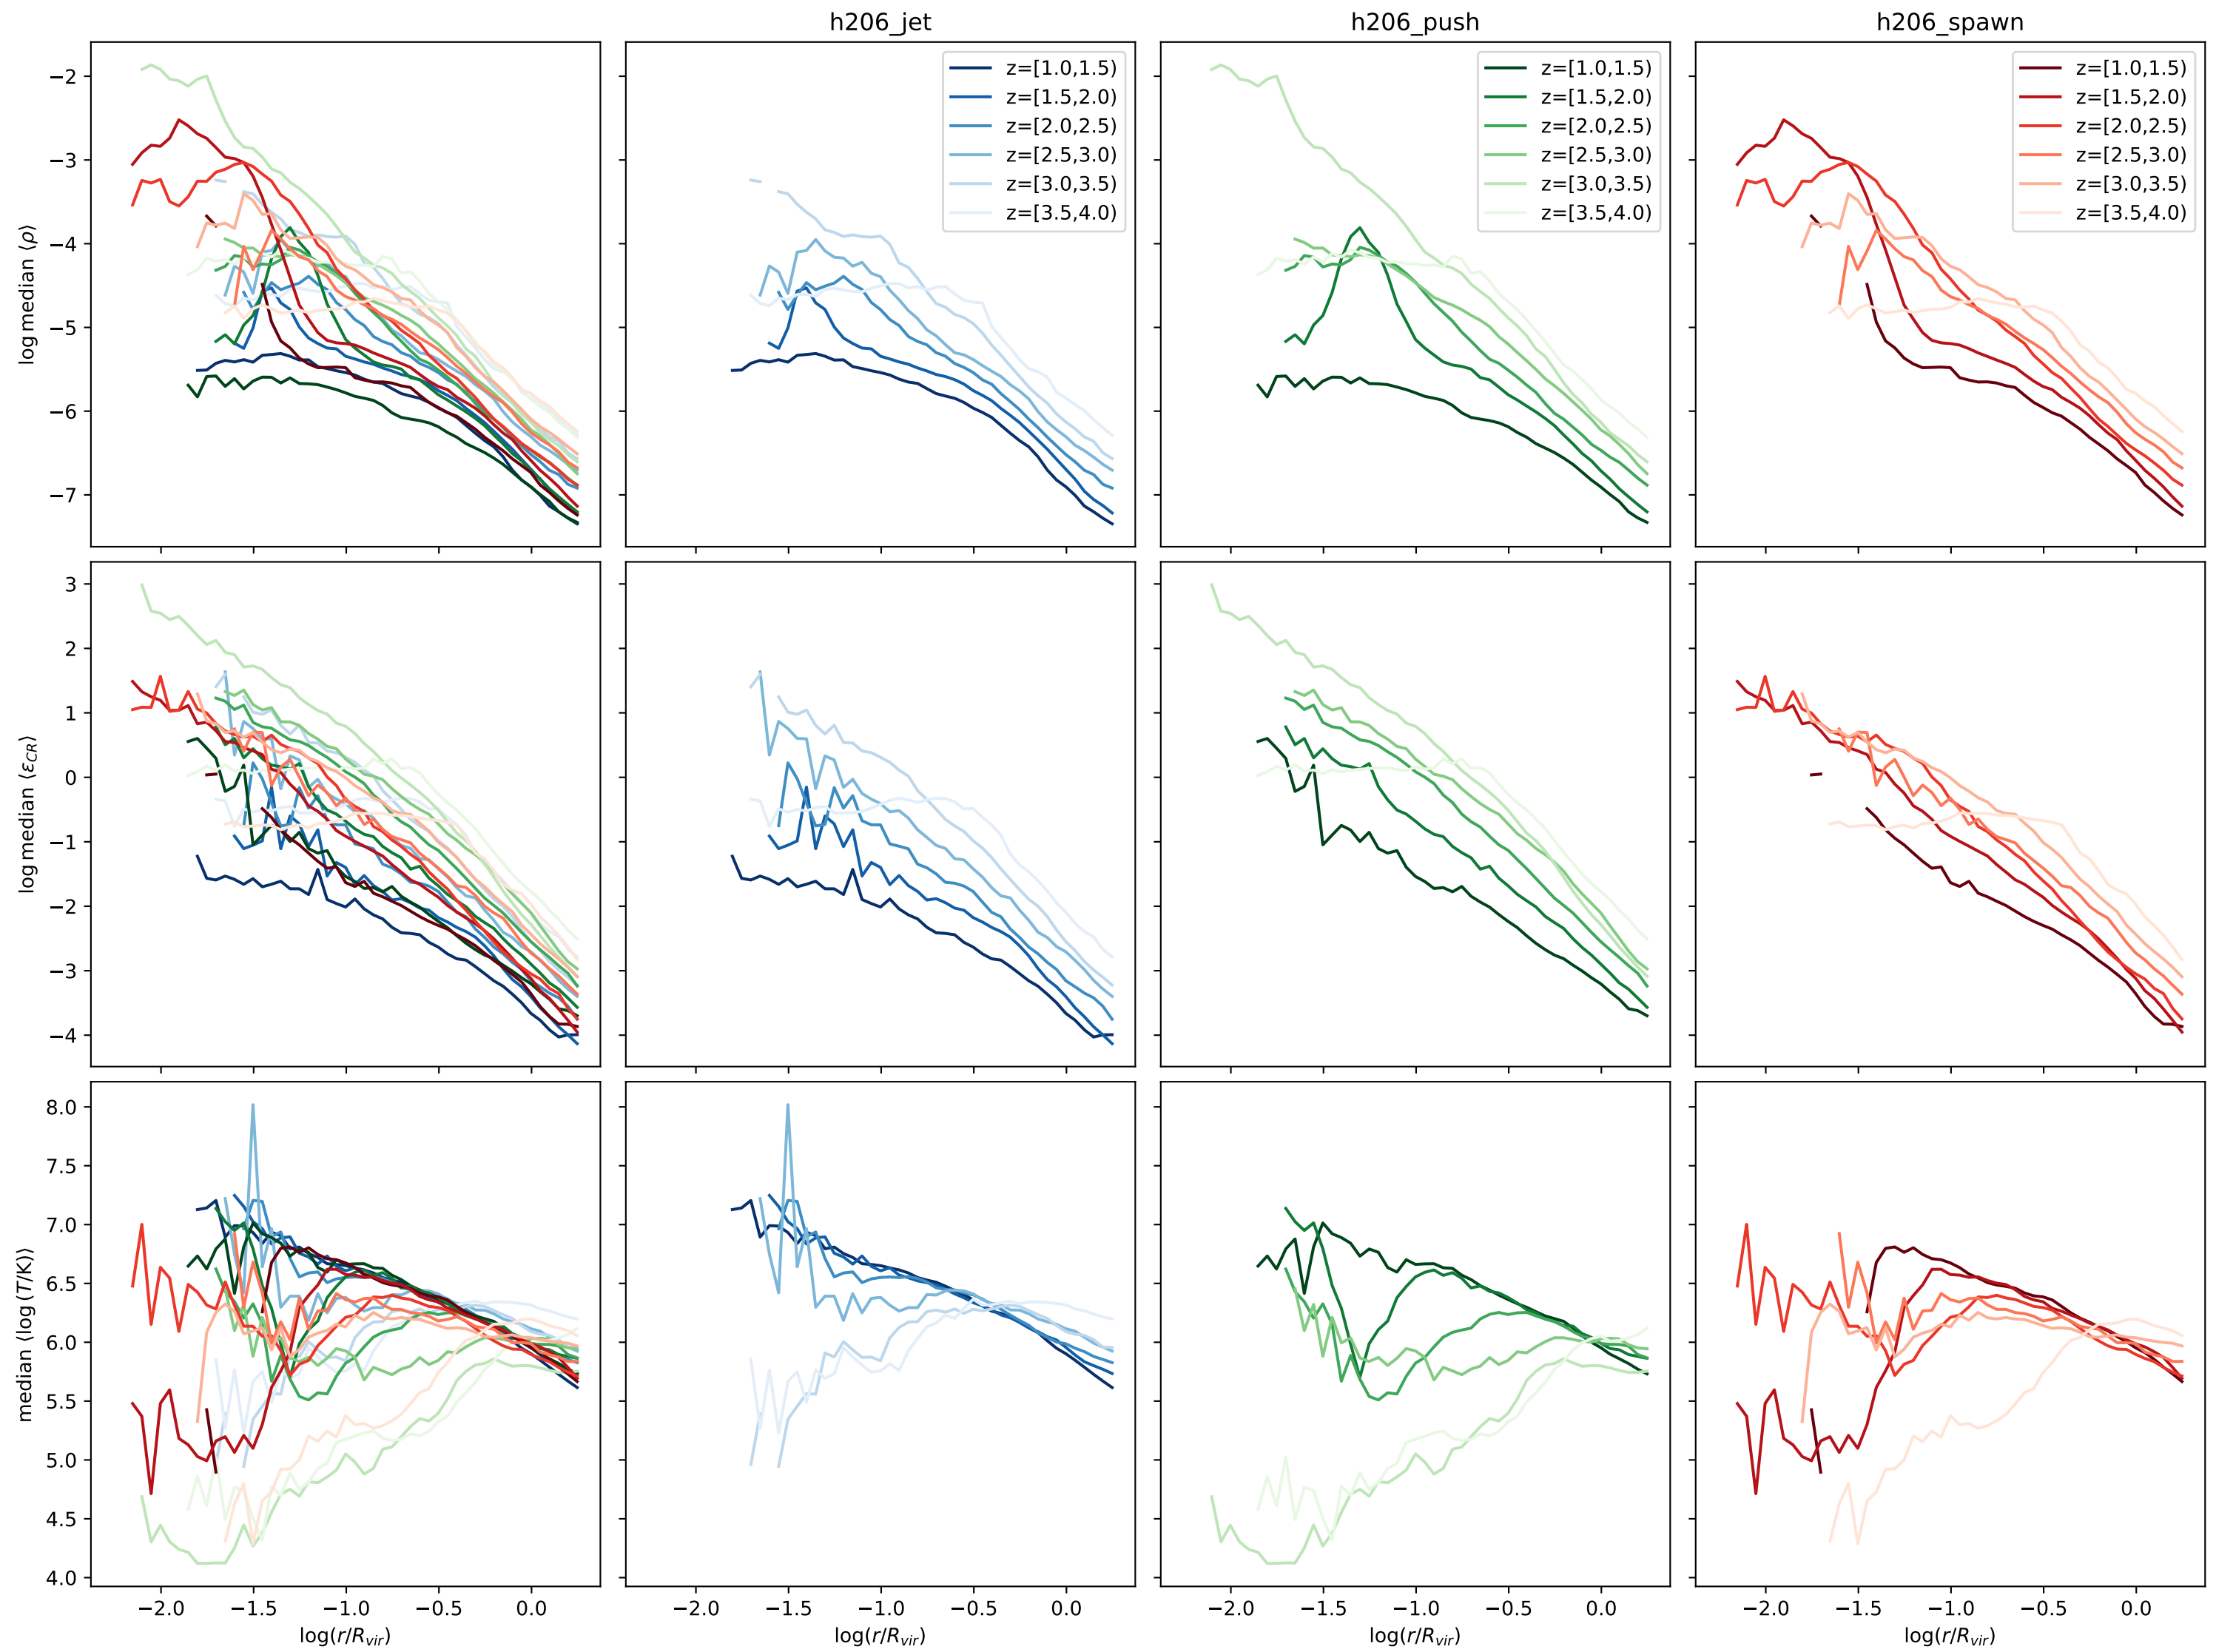 h206_jet
h206_push
h206_spawn
−2
−3
−4
−5
−6
−7
log median ⟨ρ⟩
z=[1.0,1.5)
z=[1.5,2.0)
z=[2.0,2.5)
z=[2.5,3.0)
z=[3.0,3.5)
z=[3.5,4.0)
z=[1.0,1.5)
z=[1.5,2.0)
z=[2.0,2.5)
z=[2.5,3.0)
z=[3.0,3.5)
z=[3.5,4.0)
z=[1.0,1.5)
z=[1.5,2.0)
z=[2.0,2.5)
z=[2.5,3.0)
z=[3.0,3.5)
z=[3.5,4.0)
3
2
1
0
−1
−2
−3
−4
log median ⟨ϵ_CR⟩
8.0
7.5
7.0
6.5
6.0
5.5
5.0
4.5
4.0
median ⟨log(T/K)⟩
−2.0 −1.5 −1.0 −0.5 0.0
−2.0 −1.5 −1.0 −0.5 0.0
−2.0 −1.5 −1.0 −0.5 0.0
−2.0 −1.5 −1.0 −0.5 0.0
log(r/R_vir)
log(r/R_vir)
log(r/R_vir)
log(r/R_vir)